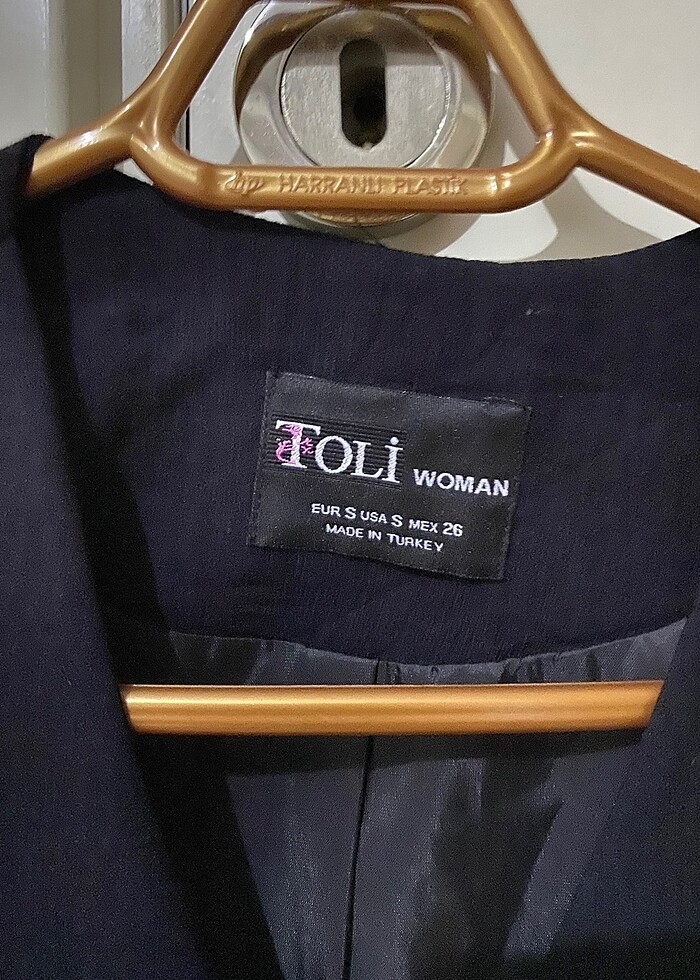 HARRANLI PLASTİK
TOLİ WOMAN
EUR S USA S MEX 26
MADE IN TURKEY